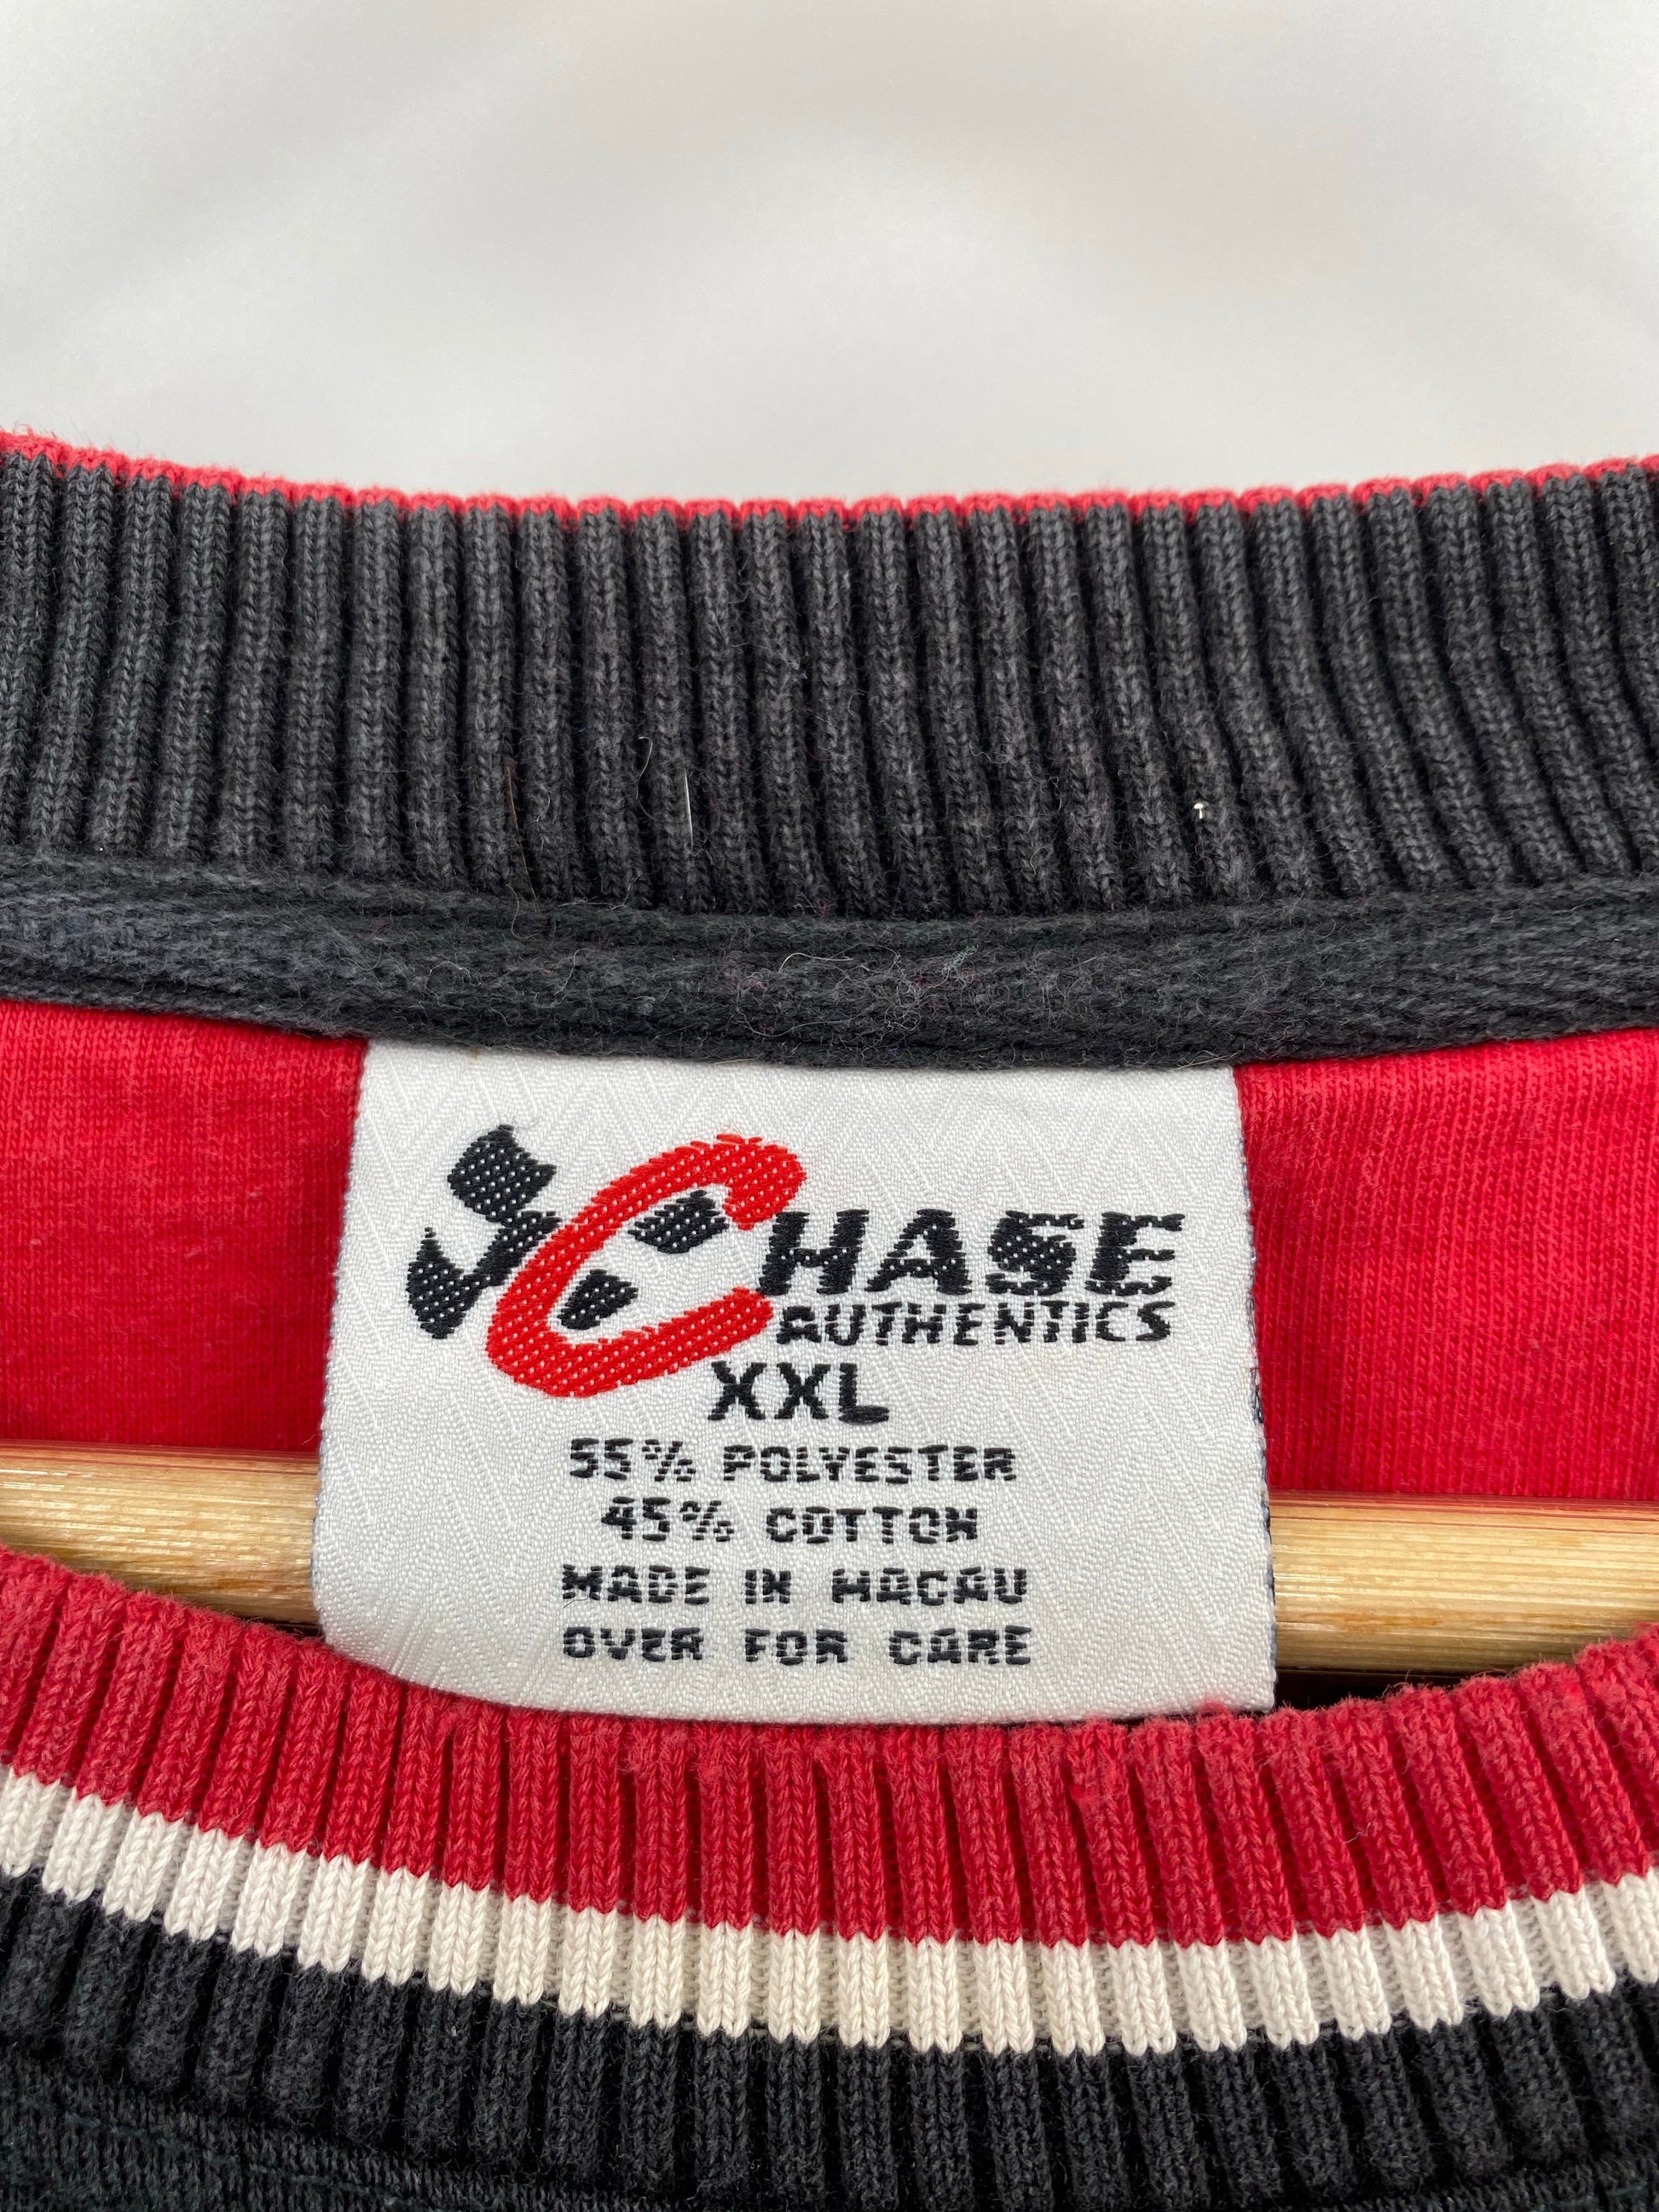 CHASE
AUTHENTICS
XXL
55% POLYESTER
45% COTTON
MADE IN MACAU
OVER FOR CARE